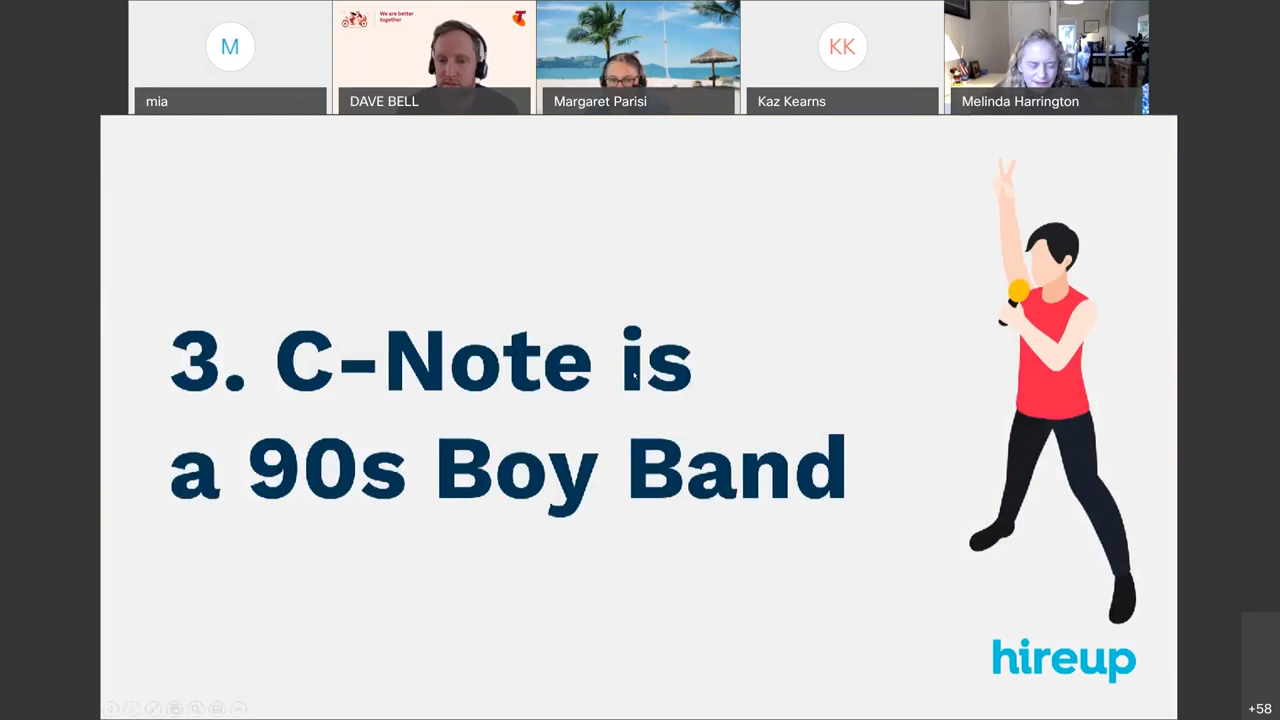 M
We are better
together
KK
mia
DAVE BELL
Margaret Parisi
Kaz Kearns
Melinda Harrington
3. C-Note is
a 90s Boy Band
hireup
+58